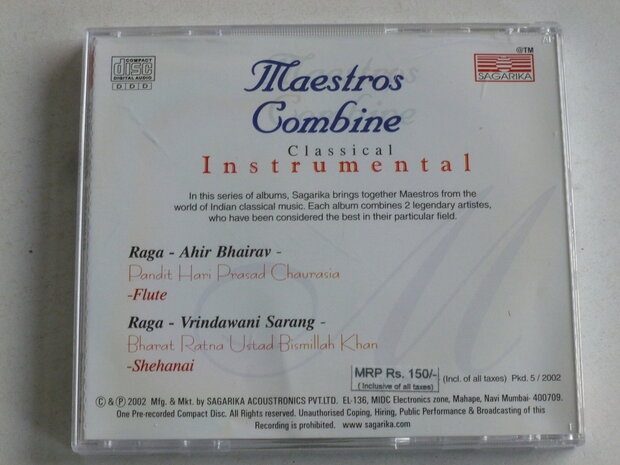 COMPACT
disc
DIGITAL AUDIO
D D D
@TM
SAGARIKA
Maestros
Combine
Classical
Instrumental
In this series of albums, Sagarika brings together Maestros from the
world of Indian classical music. Each album combines 2 legendary artistes,
who have been considered the best in their particular field.
Raga - Ahir Bhairav -
Pandit Hari Prasad Chaurasia
-Flute
Raga - Vrindawani Sarang -
Bharat Ratna Ustad Bismillah Khan
-Shehanai
MRP Rs. 150/- (Incl. of all taxes) Pkd. 5 / 2002
(Inclusive of all taxes)
© & ℗ 2002 Mfg. & Mkt. by SAGARIKA ACOUSTRONICS PVT.LTD. EL-136, MIDC Electronics zone, Mahape, Navi Mumbai- 400709.
One Pre-recorded Compact Disc. All Rights Reserved. Unauthorised Coping, Hiring, Public Performance & Broadcasting of this
Recording is prohibited. www.sagarika.com